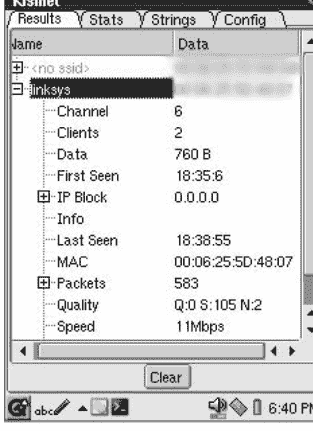 Kismet
Results Stats Strings Config
Name Data
<no ssid>
linksys
Channel 6
Clients 2
Data 760 B
First Seen 18:35:6
IP Block 0.0.0.0
Info
Last Seen 18:38:55
MAC 00:06:25:5D:48:07
Packets 583
Quality Q:0 S:105 N:2
Speed 11Mbps
Clear
abc 6:40 PM